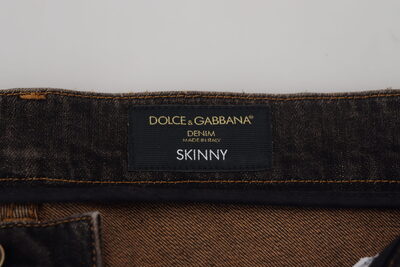 DOLCE & GABBANA®
DENIM
MADE IN ITALY
SKINNY